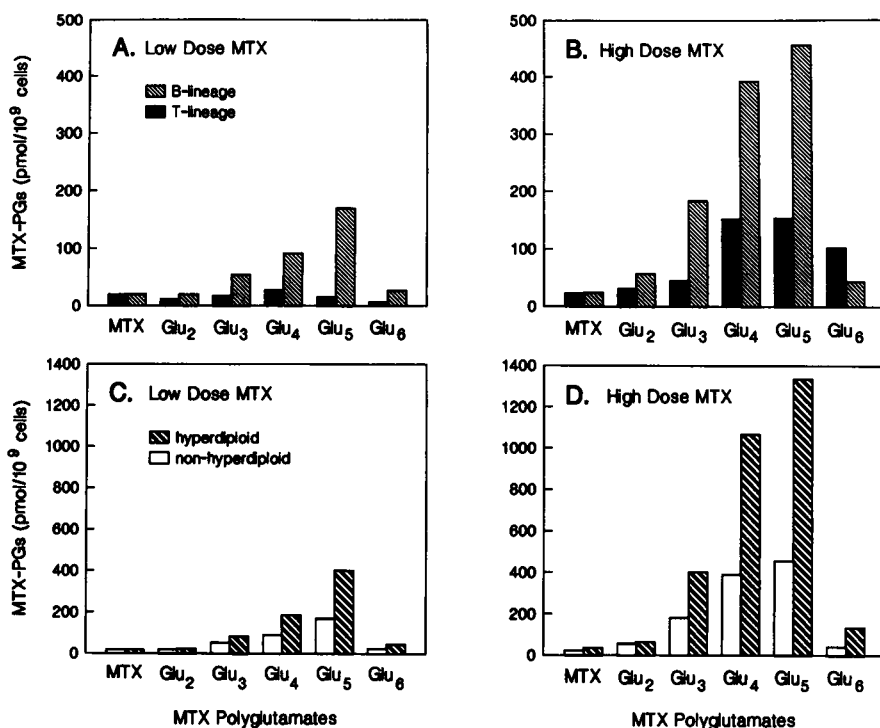 A. Low Dose MTX
B-lineage
T-lineage
MTX-PGs (pmol/10⁹ cells)
500
400
300
200
100
0
MTX Glu₂ Glu₃ Glu₄ Glu₅ Glu₆
B. High Dose MTX
500
400
300
200
100
0
MTX Glu₂ Glu₃ Glu₄ Glu₅ Glu₆
C. Low Dose MTX
hyperdiploid
non-hyperdiploid
MTX-PGs (pmol/10⁹ cells)
1400
1200
1000
800
600
400
200
0
MTX Glu₂ Glu₃ Glu₄ Glu₅ Glu₆
MTX Polyglutamates
D. High Dose MTX
1400
1200
1000
800
600
400
200
0
MTX Glu₂ Glu₃ Glu₄ Glu₅ Glu₆
MTX Polyglutamates